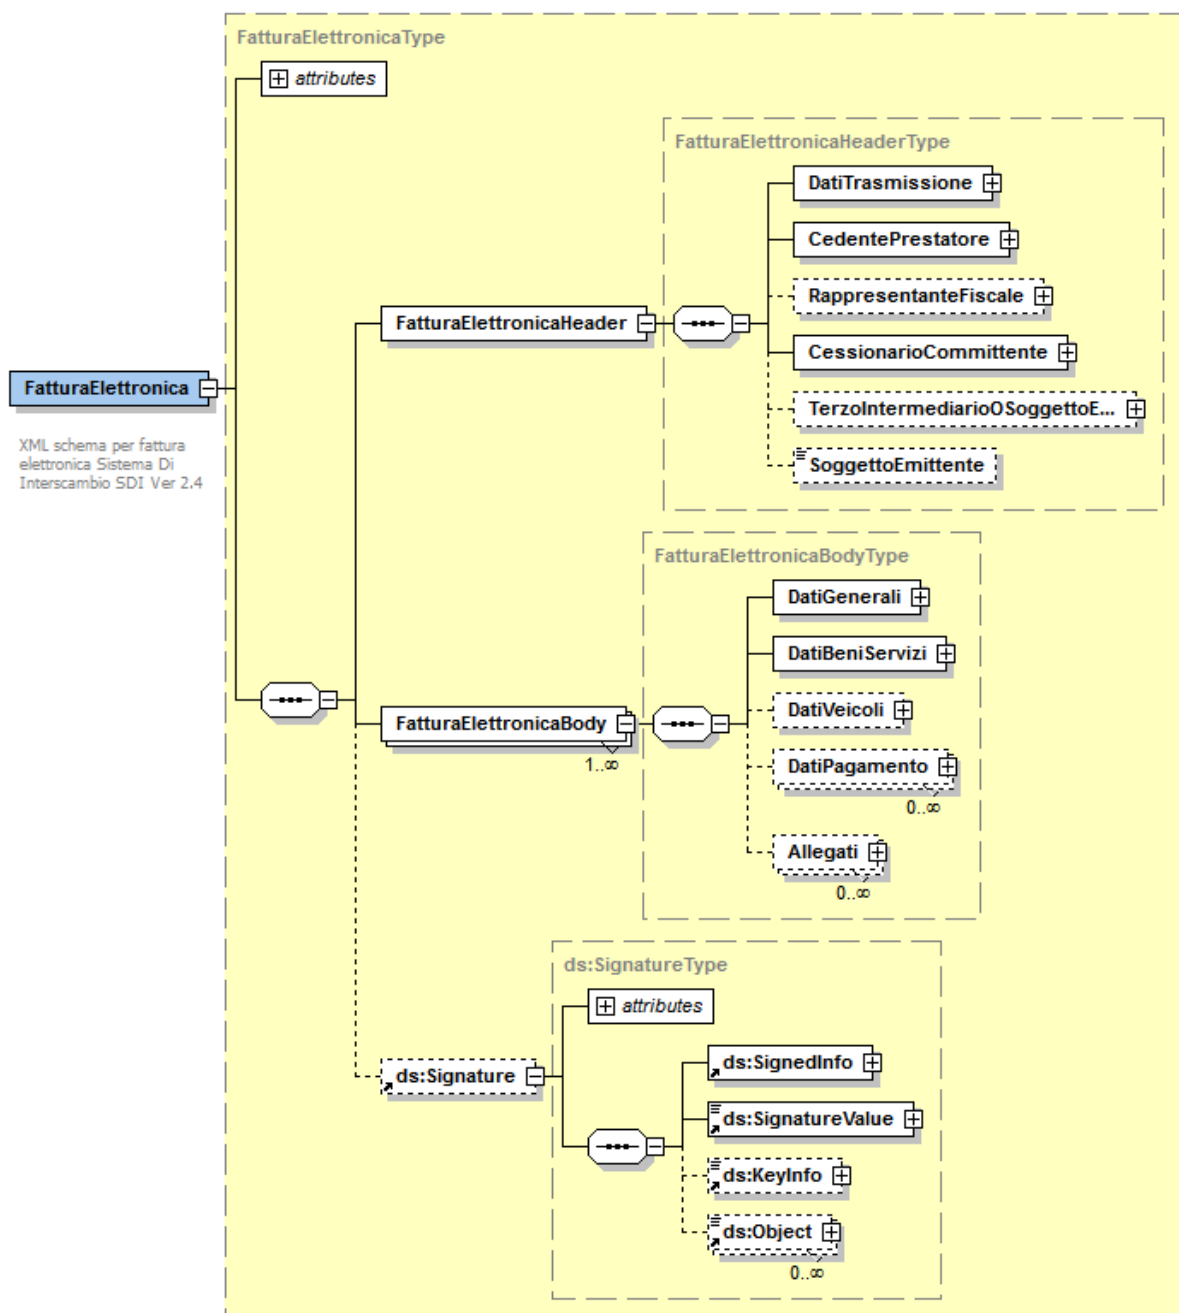 FatturaElettronicaType
attributes
FatturaElettronicaHeaderType
DatiTrasmissione
CedentePrestatore
RappresentanteFiscale
FatturaElettronicaHeader
CessionarioCommittente
FatturaElettronica
TerzoIntermediarioOSoggettoE...
XML schema per fattura
elettronica Sistema Di
Interscambio SDI Ver 2.4
SoggettoEmittente
FatturaElettronicaBodyType
DatiGenerali
DatiBeniServizi
DatiVeicoli
FatturaElettronicaBody
1..∞
DatiPagamento
0..∞
Allegati
0..∞
ds:SignatureType
attributes
ds:SignedInfo
ds:Signature
ds:SignatureValue
ds:KeyInfo
ds:Object
0..∞